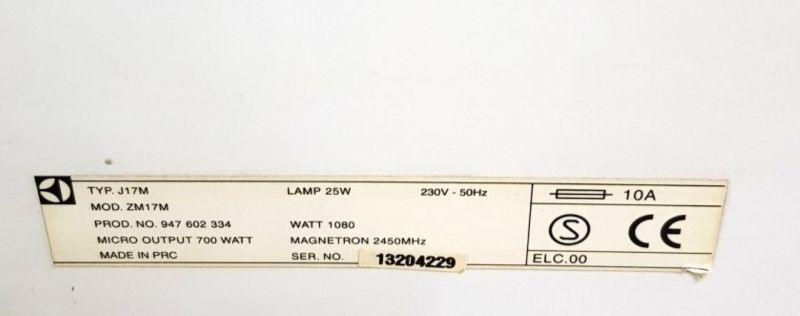 TYP. J17M LAMP 25W 230V - 50Hz 10A
MOD. ZM17M
PROD. NO. 947 602 334 WATT 1080 S CE
MICRO OUTPUT 700 WATT MAGNETRON 2450MHz
MADE IN PRC SER. NO. 13204229 ELC.00